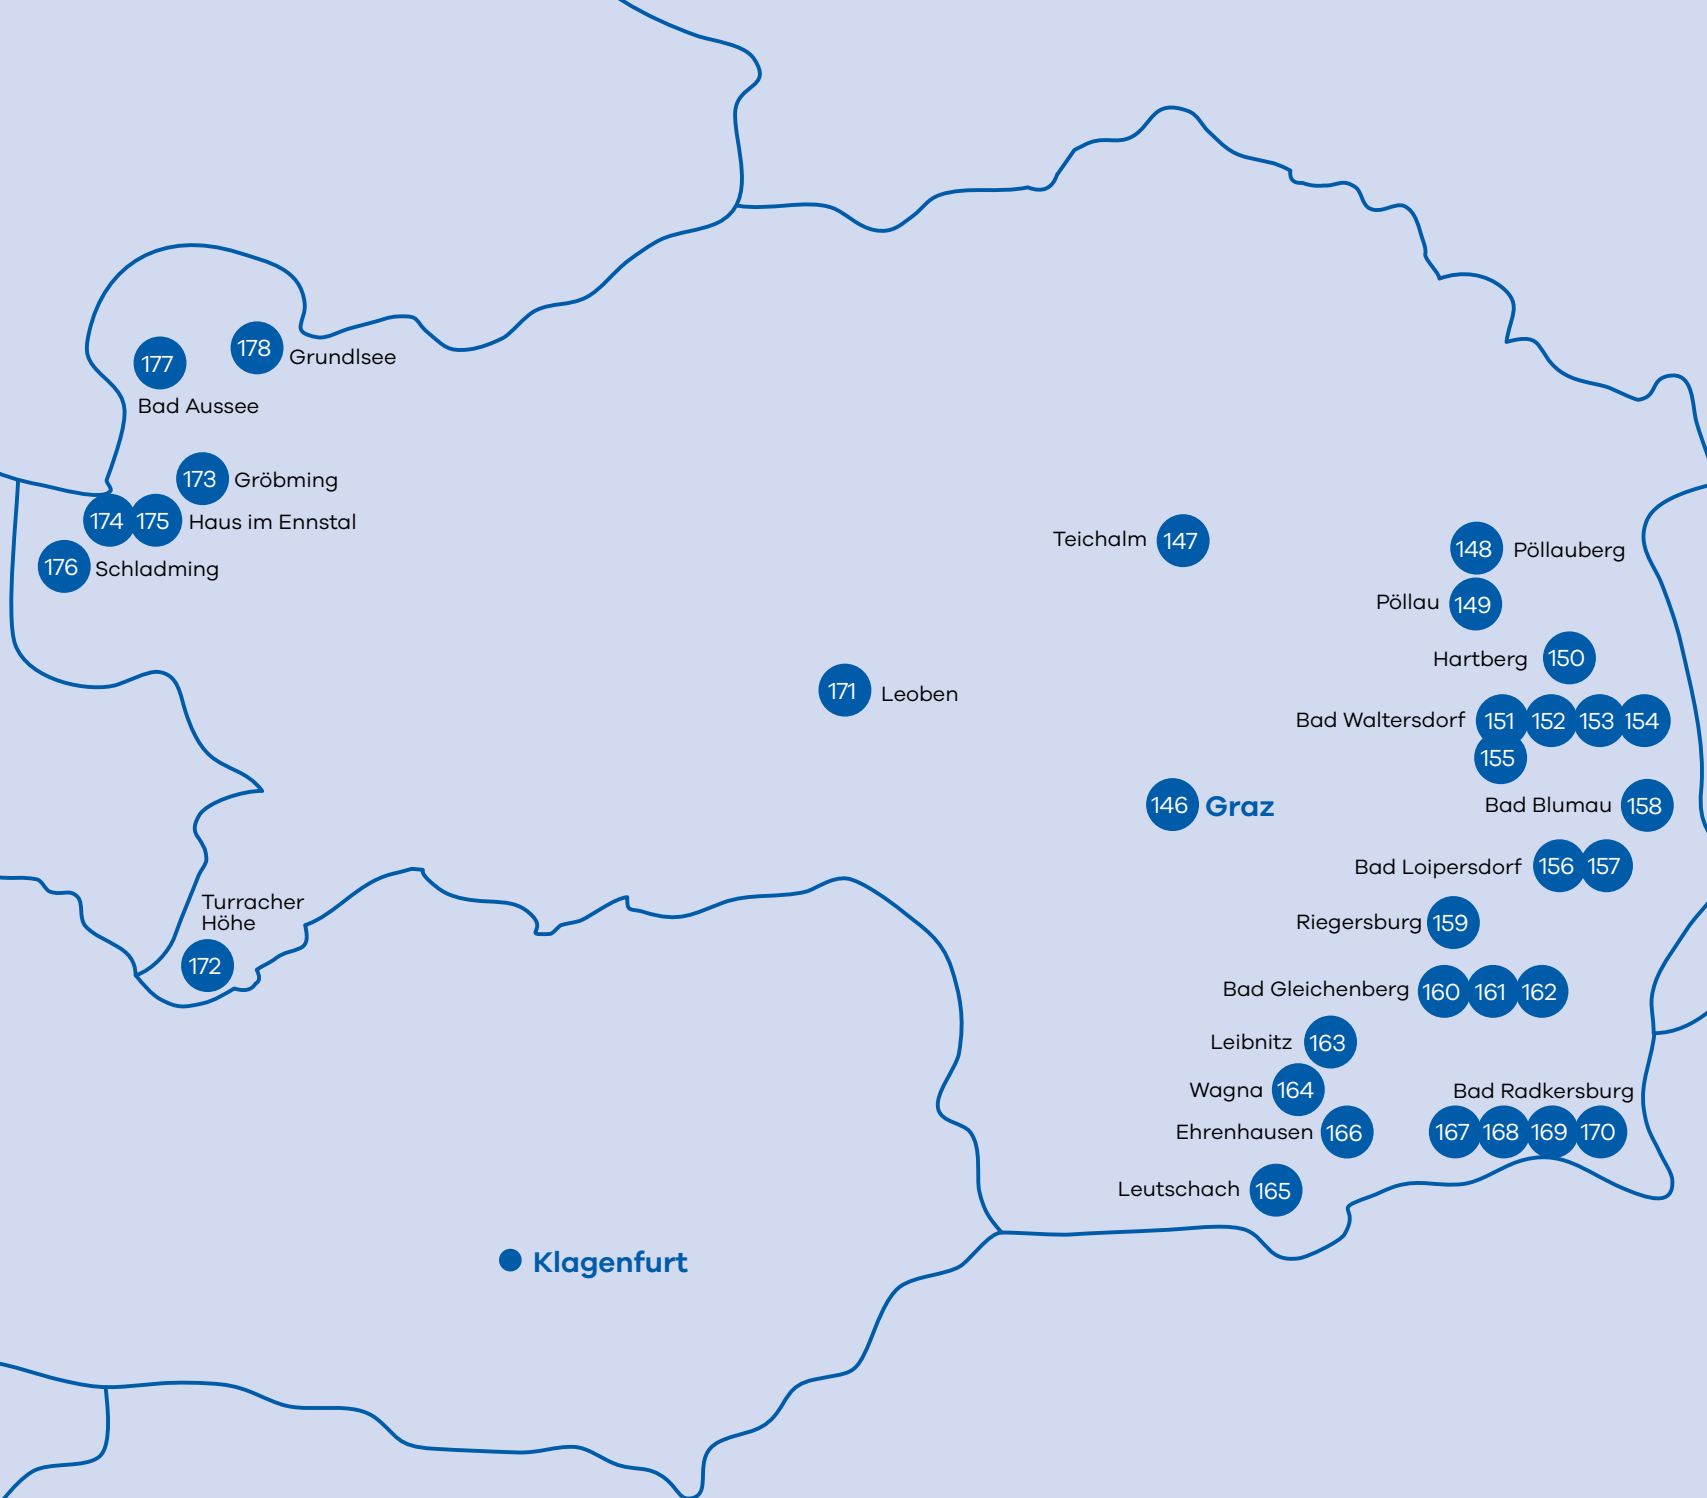 178
Grundlsee
177
Bad Aussee
173
Gröbming
174
175
Haus im Ennstal
176
Schladming
Teichalm
147
148
Pöllauberg
Pöllau
149
Hartberg
150
171
Leoben
Bad Waltersdorf
151
152
153
154
155
146
Graz
Bad Blumau
158
Bad Loipersdorf
156
157
Turracher
Höhe
172
Riegersburg
159
Bad Gleichenberg
160
161
162
Leibnitz
163
Wagna
164
Bad Radkersburg
Ehrenhausen
166
167
168
169
170
Leutschach
165
Klagenfurt